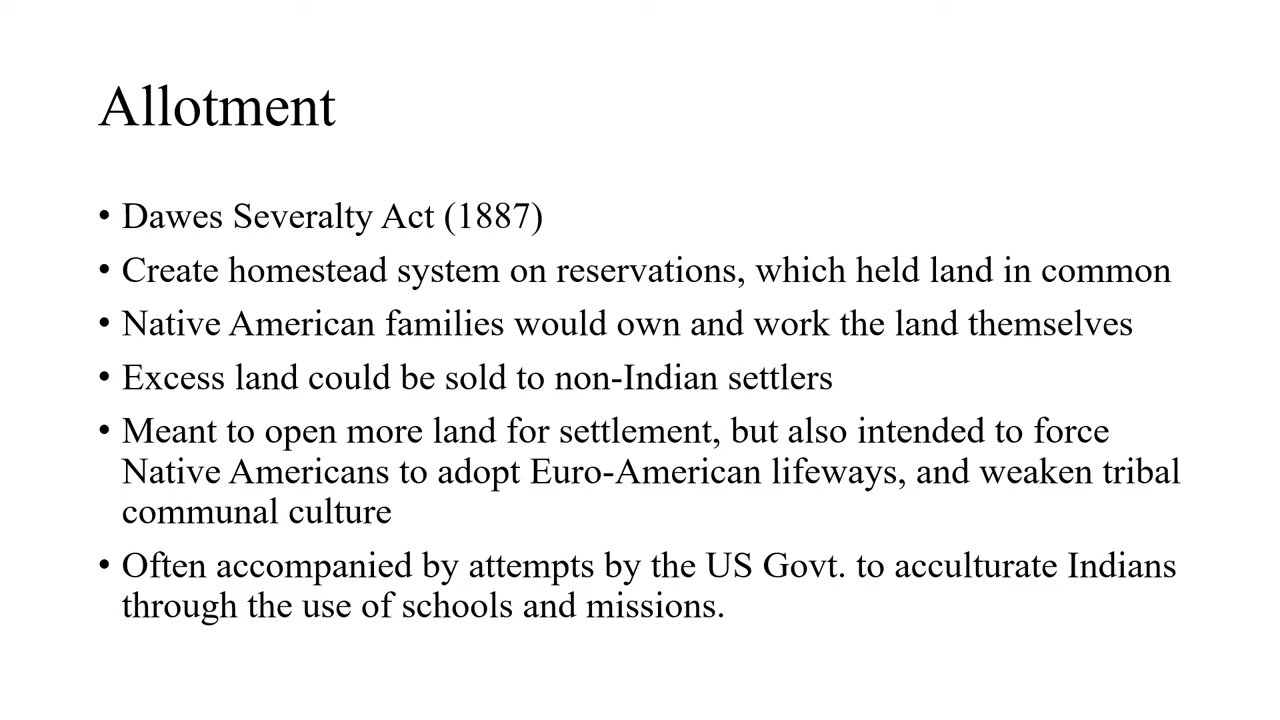 Allotment
• Dawes Severalty Act (1887)
• Create homestead system on reservations, which held land in common
• Native American families would own and work the land themselves
• Excess land could be sold to non-Indian settlers
• Meant to open more land for settlement, but also intended to force
Native Americans to adopt Euro-American lifeways, and weaken tribal
communal culture
• Often accompanied by attempts by the US Govt. to acculturate Indians
through the use of schools and missions.